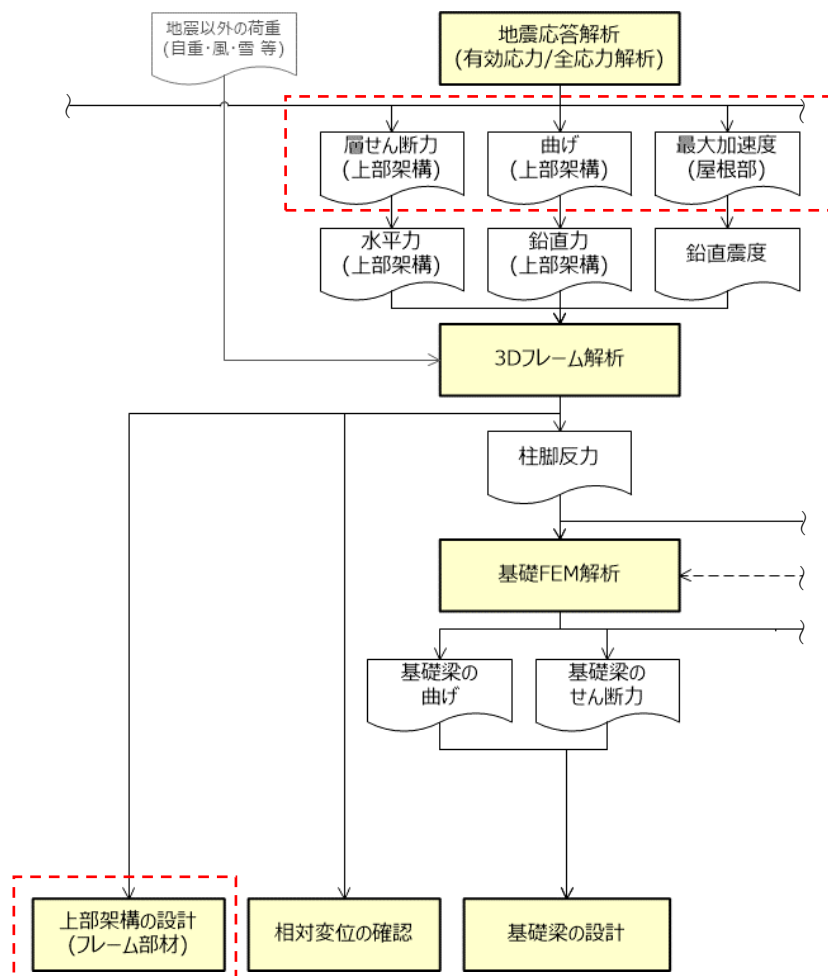 地震以外の荷重
(自重・風・雪 等)
地震応答解析
(有効応力/全応力解析)
層せん断力
(上部架構)
曲げ
(上部架構)
最大加速度
(屋根部)
水平力
(上部架構)
鉛直力
(上部架構)
鉛直震度
3Dフレーム解析
柱脚反力
基礎FEM解析
基礎梁の
曲げ
基礎梁の
せん断力
上部架構の設計
(フレーム部材)
相対変位の確認
基礎梁の設計